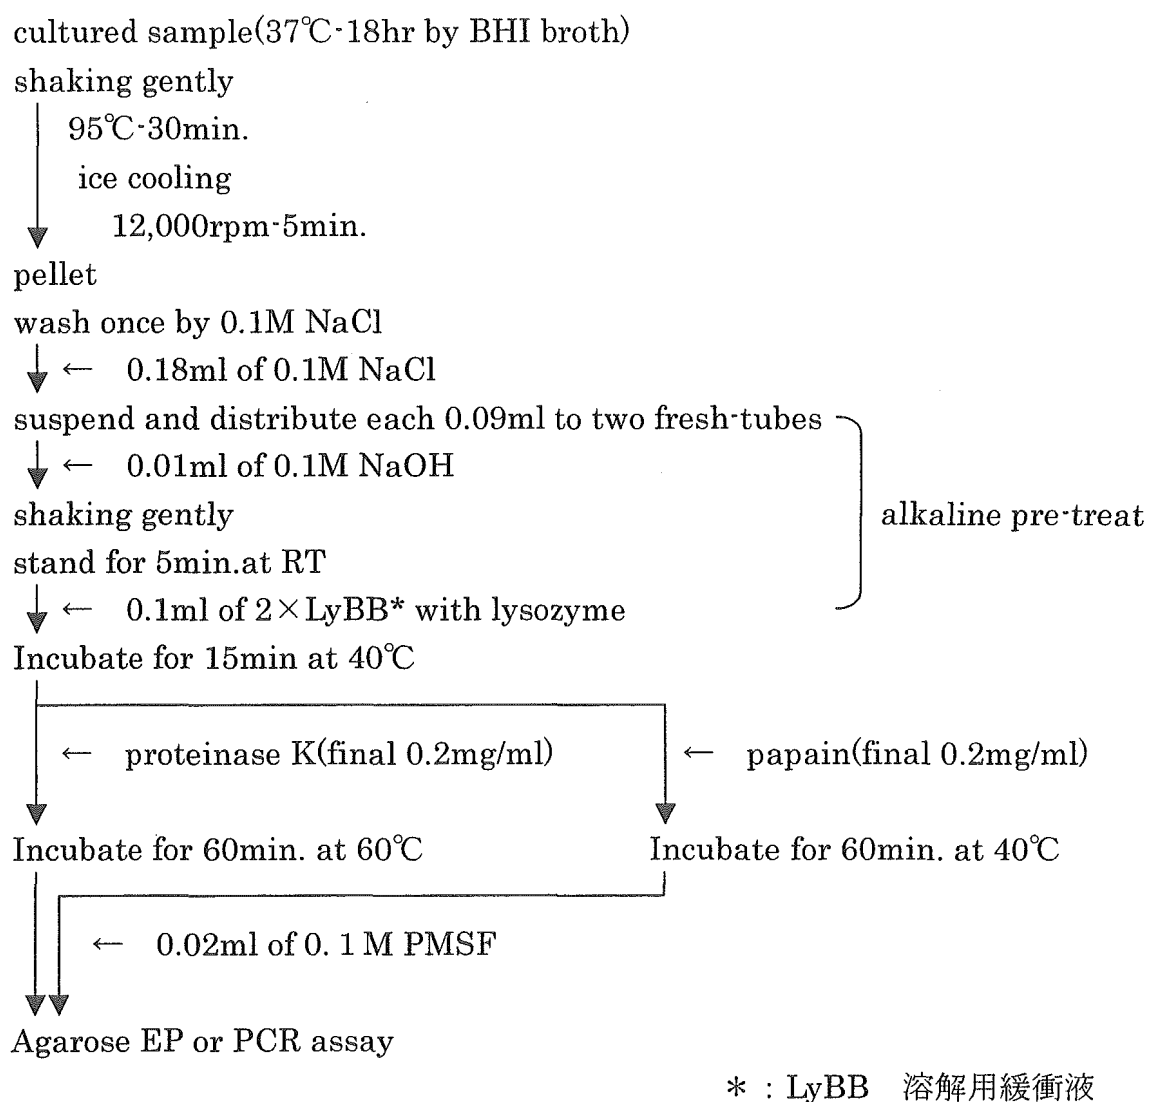 cultured sample(37℃-18hr by BHI broth)
shaking gently
95℃-30min.
ice cooling
12,000rpm-5min.
pellet
wash once by 0.1M NaCl
← 0.18ml of 0.1M NaCl
suspend and distribute each 0.09ml to two fresh-tubes
← 0.01ml of 0.1M NaOH
shaking gently
alkaline pre-treat
stand for 5min.at RT
← 0.1ml of 2×LyBB* with lysozyme
Incubate for 15min at 40℃
← proteinase K(final 0.2mg/ml)
← papain(final 0.2mg/ml)
Incubate for 60min. at 60℃
Incubate for 60min. at 40℃
← 0.02ml of 0. 1 M PMSF
Agarose EP or PCR assay
* : LyBB 溶解用緩衝液